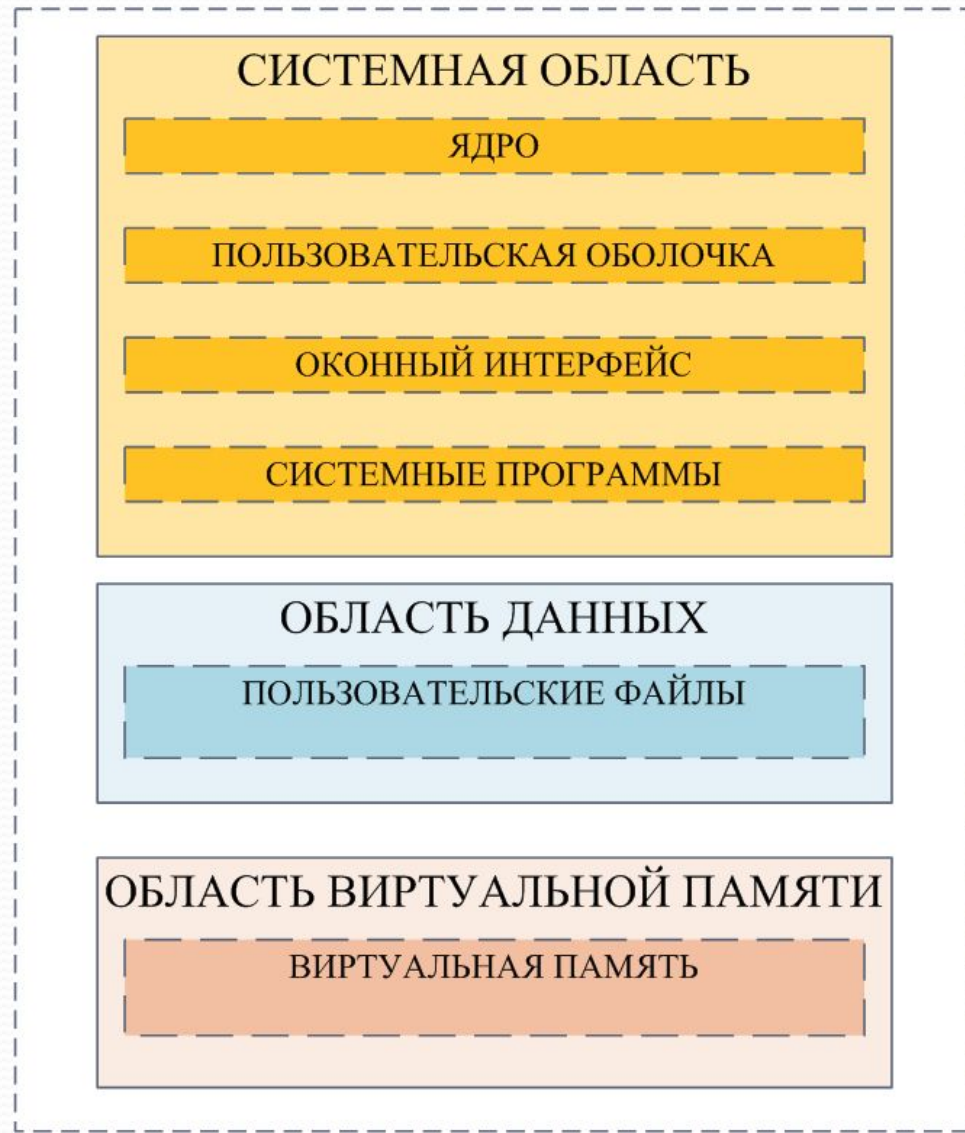 СИСТЕМНАЯ ОБЛАСТЬ
ЯДРО
ПОЛЬЗОВАТЕЛЬСКАЯ ОБОЛОЧКА
ОКОННЫЙ ИНТЕРФЕЙС
СИСТЕМНЫЕ ПРОГРАММЫ
ОБЛАСТЬ ДАННЫХ
ПОЛЬЗОВАТЕЛЬСКИЕ ФАЙЛЫ
ОБЛАСТЬ ВИРТУАЛЬНОЙ ПАМЯТИ
ВИРТУАЛЬНАЯ ПАМЯТЬ